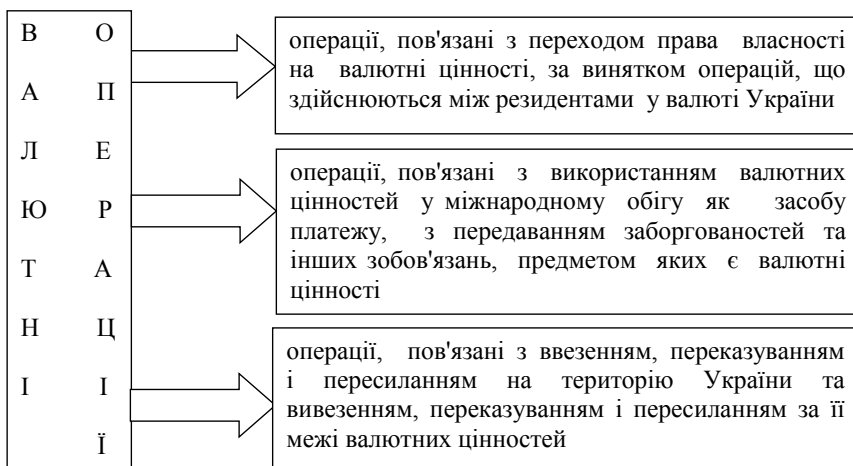 ВАЛЮТНІ ОПЕРАЦІЇ
операції, пов'язані з переходом права власності
на валютні цінності, за винятком операцій, що
здійснюються між резидентами у валюті України
операції, пов'язані з використанням валютних
цінностей у міжнародному обігу як засобу
платежу, з передаванням заборгованостей та
інших зобов'язань, предметом яких є валютні
цінності
операції, пов'язані з ввезенням, переказуванням
і пересиланням на територію України та
вивезенням, переказуванням і пересиланням за її
межі валютних цінностей